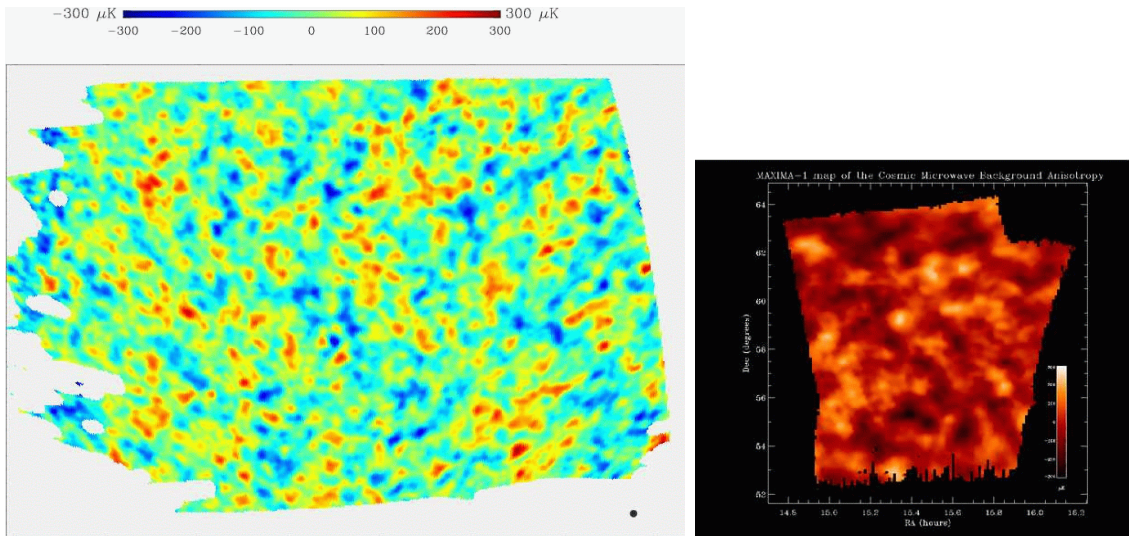 −300 μK 300 μK
−300 −200 −100 0 100 200 300
MAXIMA-1 map of the Cosmic Microwave Background Anisotropy
64
62
60
58
56
54
52
Dec (degrees)
14.8 15.0 15.2 15.4 15.6 15.8 16.0 16.2
RA (hours)